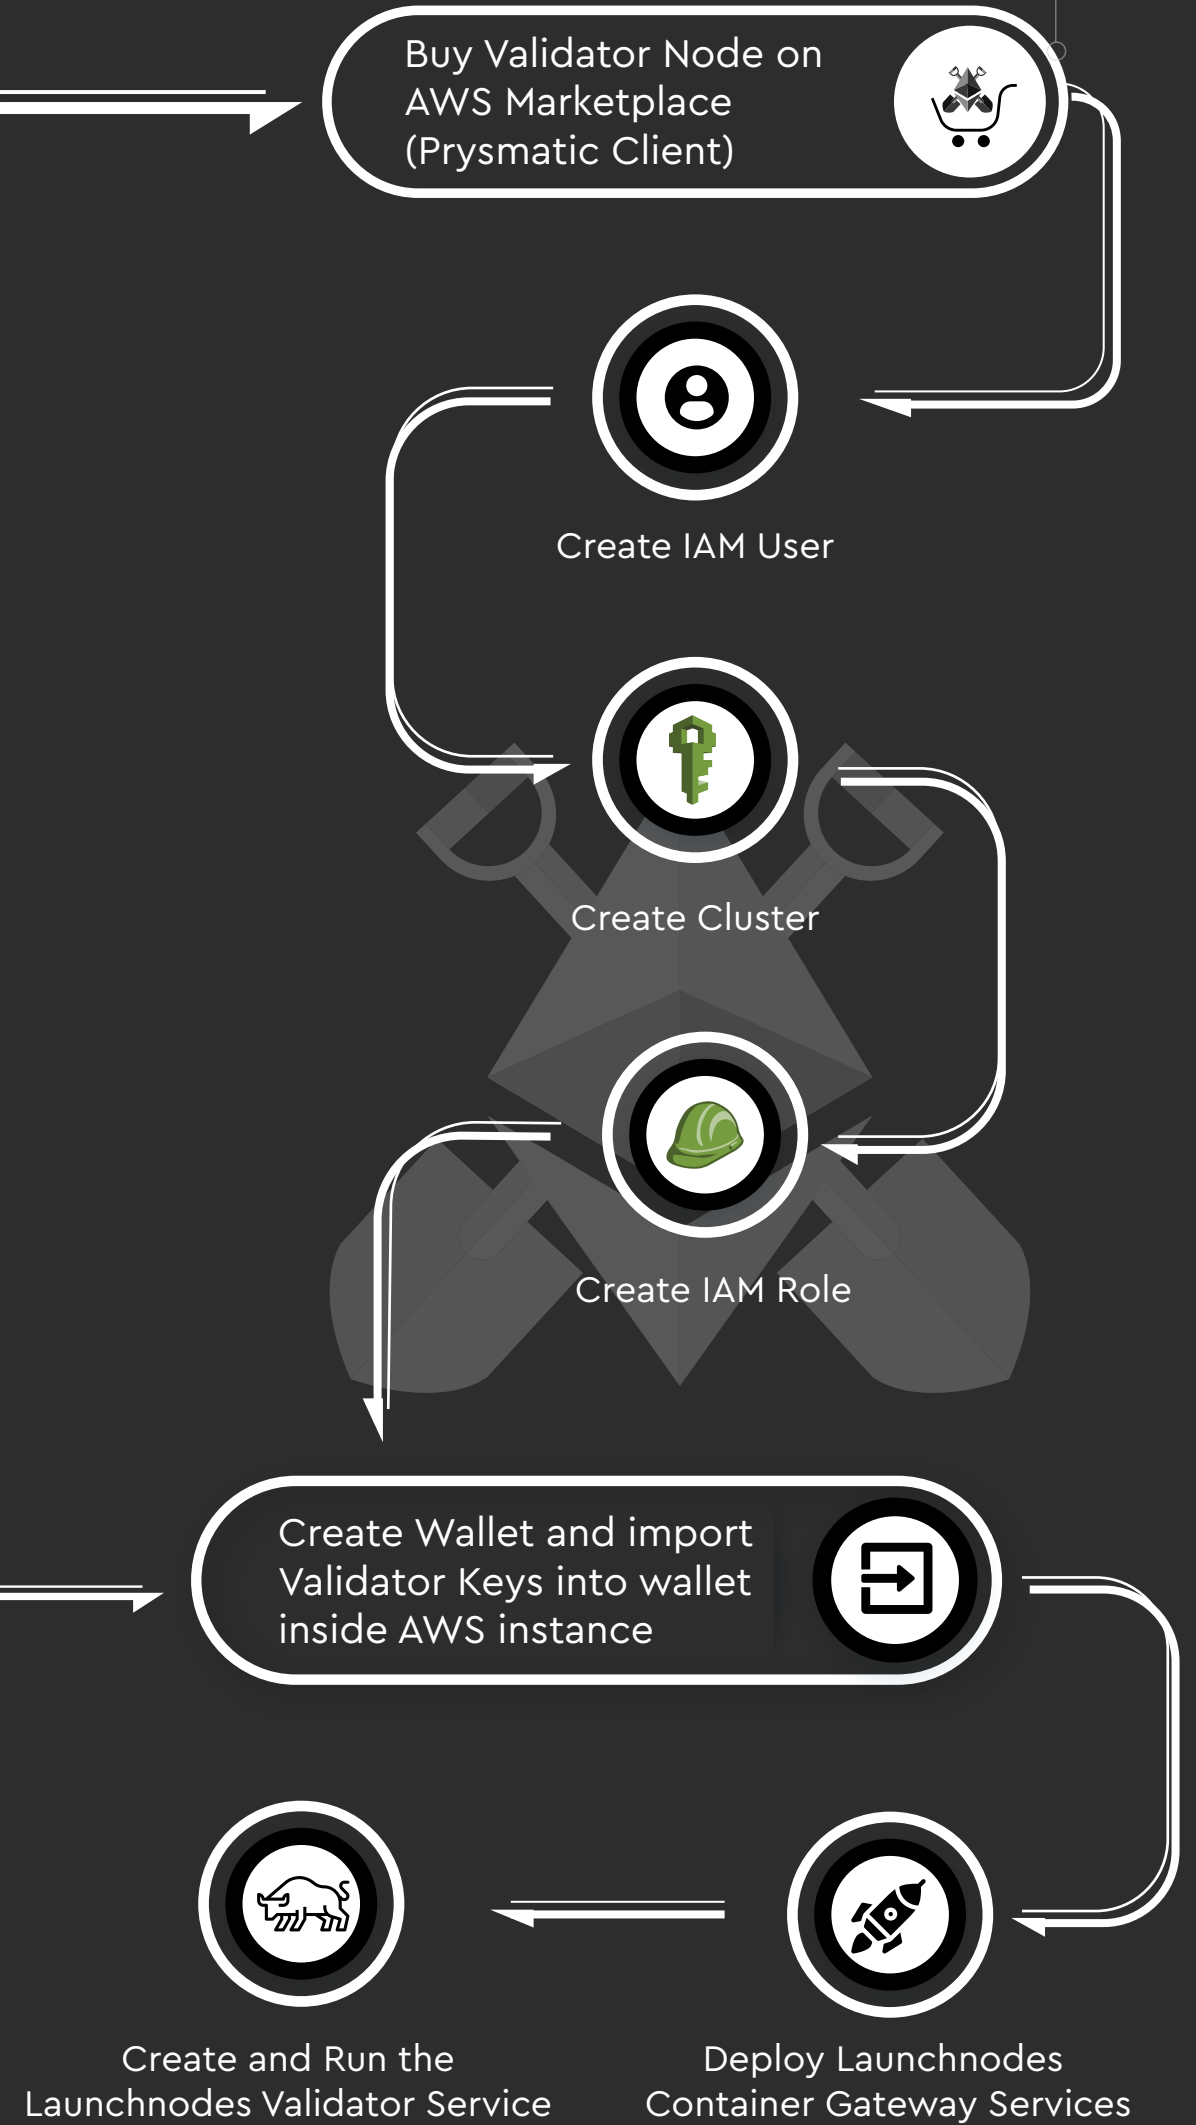 Buy Validator Node on
AWS Marketplace
(Prysmatic Client)
Create IAM User
Create Cluster
Create IAM Role
Create Wallet and import
Validator Keys into wallet
inside AWS instance
Create and Run the
Launchnodes Validator Service
Deploy Launchnodes
Container Gateway Services